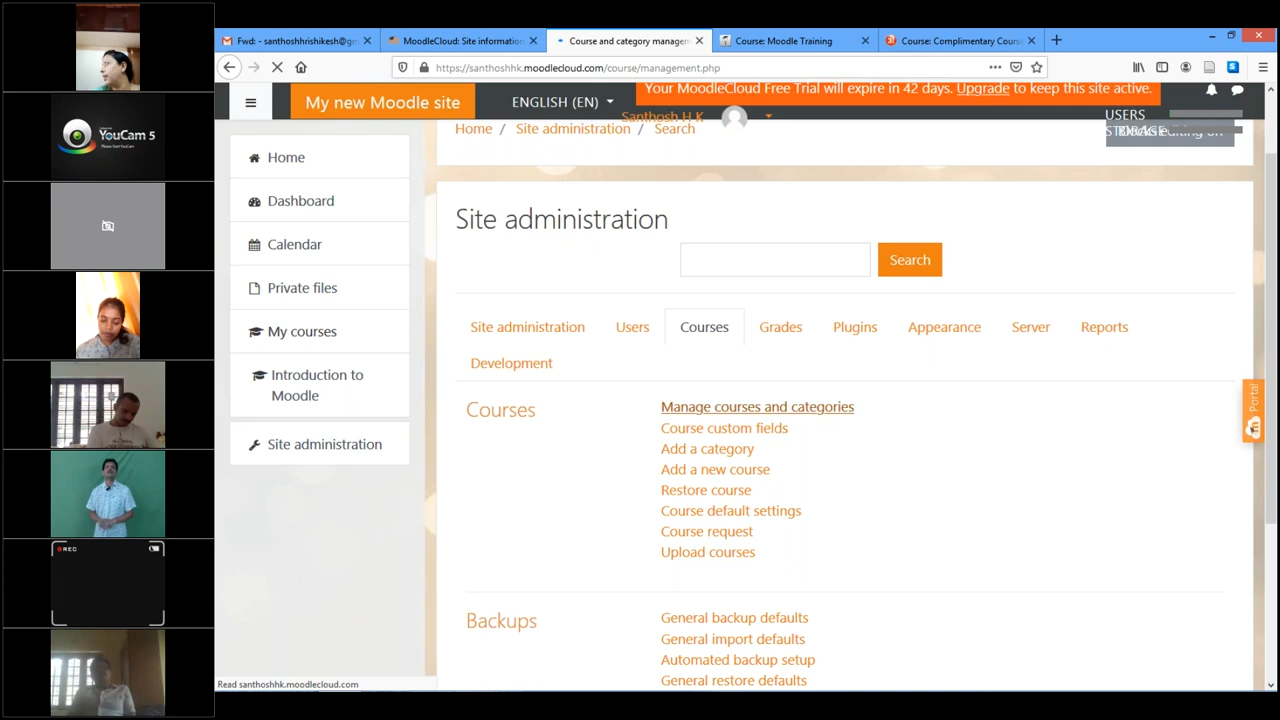 YouCam 5
REC
Fwd: - santhoshhrishikesh@gm
MoodleCloud: Site information
Course and category managem
Course: Moodle Training
Course: Complimentary Course
https://santhoshhk.moodlecloud.com/course/management.php
My new Moodle site
ENGLISH (EN)
Your MoodleCloud Free Trial will expire in 42 days. Upgrade to keep this site active.
Santhosh H K
USERS
Home / Site administration / Search
Home
Dashboard
Calendar
Private files
My courses
Introduction to
Moodle
Site administration
Site administration
Search
Site administration Users Courses Grades Plugins Appearance Server Reports
Development
Courses
Manage courses and categories
Course custom fields
Add a category
Add a new course
Restore course
Course default settings
Course request
Upload courses
Backups
General backup defaults
General import defaults
Automated backup setup
General restore defaults
Portal
Read santhoshhk.moodlecloud.com